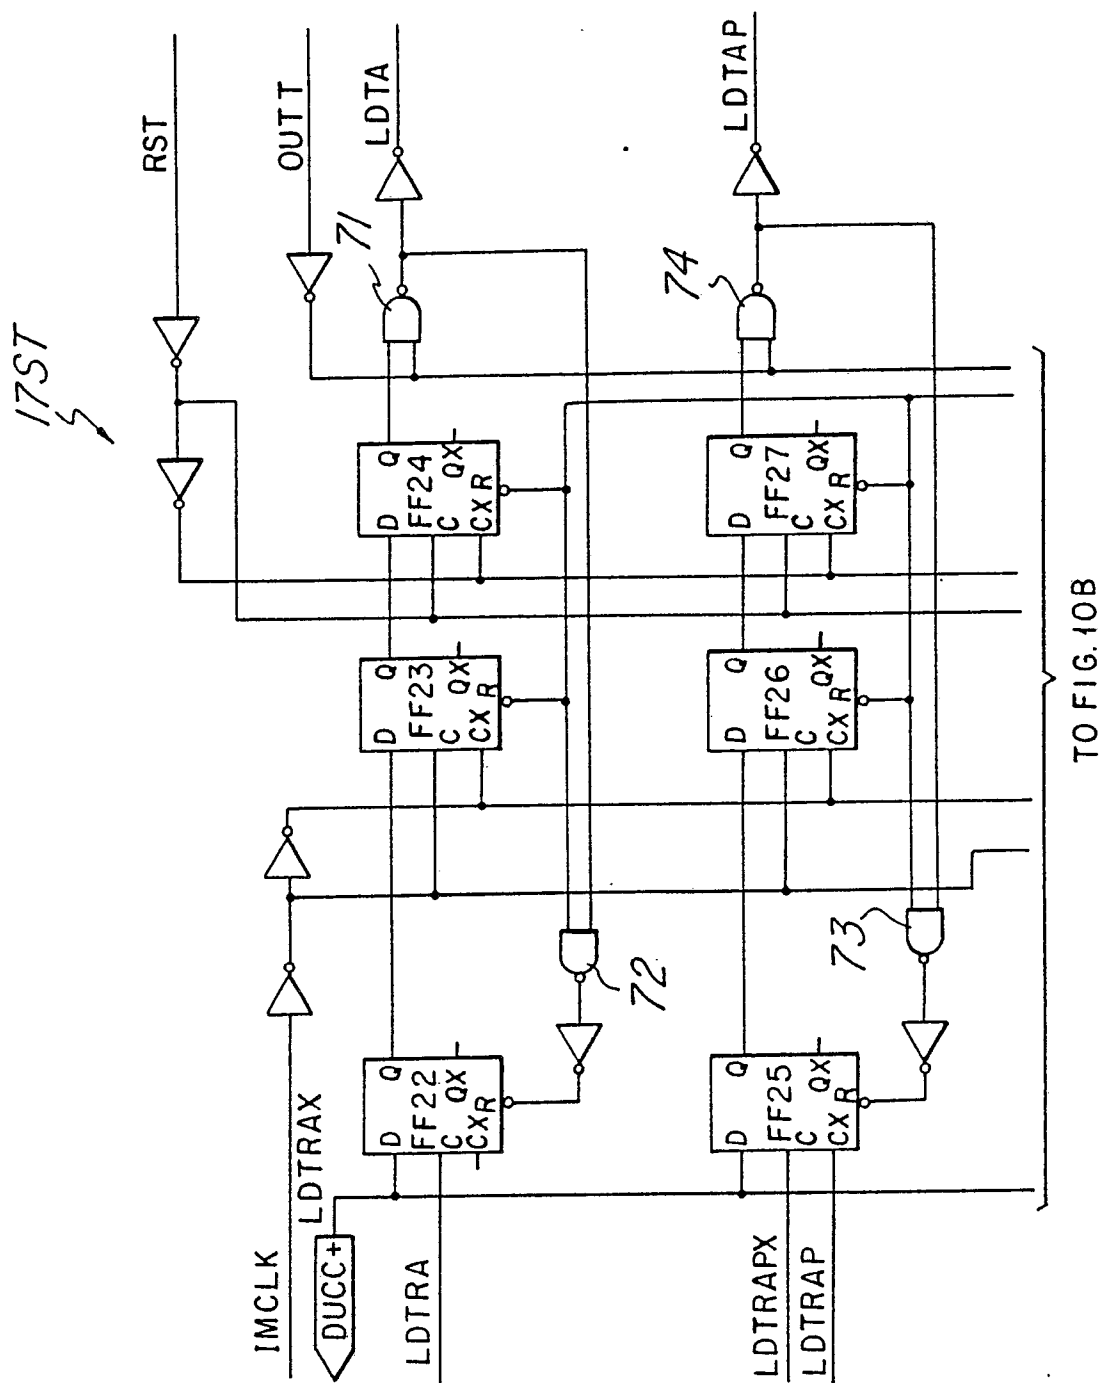 17ST
RST
OUTT
LDTA
LDTAP
71
74
Q
QX
D
FF24
C
CX
R
Q
QX
D
FF27
C
CX
R
Q
QX
D
FF23
C
CX
R
Q
QX
D
FF26
C
CX
R
72
73
Q
QX
D
FF22
C
CX
R
Q
QX
D
FF25
C
CX
R
IMCLK
LDTRAX
DUCC+
LDTRA
LDTRAPX
LDTRAP
TO FIG. 10B